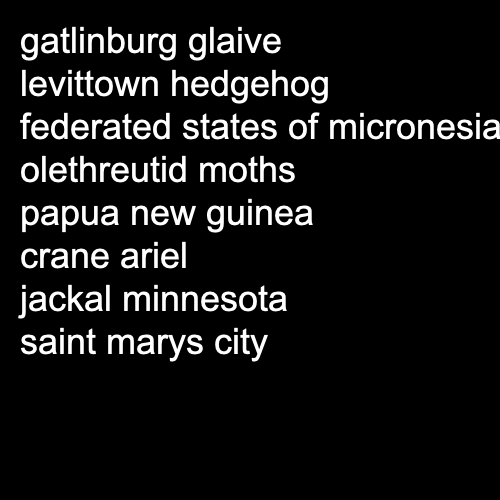 gatlinburg glaive
levittown hedgehog
federated states of micronesia
olethreutid moths
papua new guinea
crane ariel
jackal minnesota
saint marys city